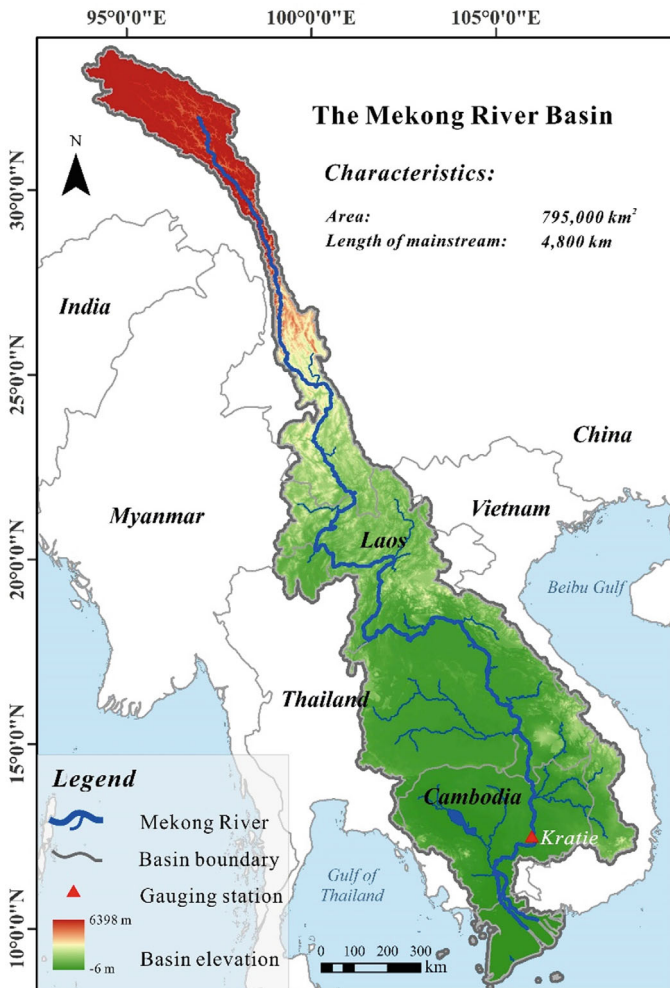 95°0'0"E 100°0'0"E 105°0'0"E
The Mekong River Basin
N
Characteristics:
Area: 795,000 km²
Length of mainstream: 4,800 km
30°0'0"N
India
25°0'0"N
China
Vietnam
Myanmar
Laos
20°0'0"N
Beibu Gulf
Thailand
15°0'0"N
Legend
Cambodia
Mekong River
Kratie
Basin boundary
Gulf of
Thailand
Gauging station
6398 m
10°0'0"N
Basin elevation
-6 m
0 50 100 200 300
km